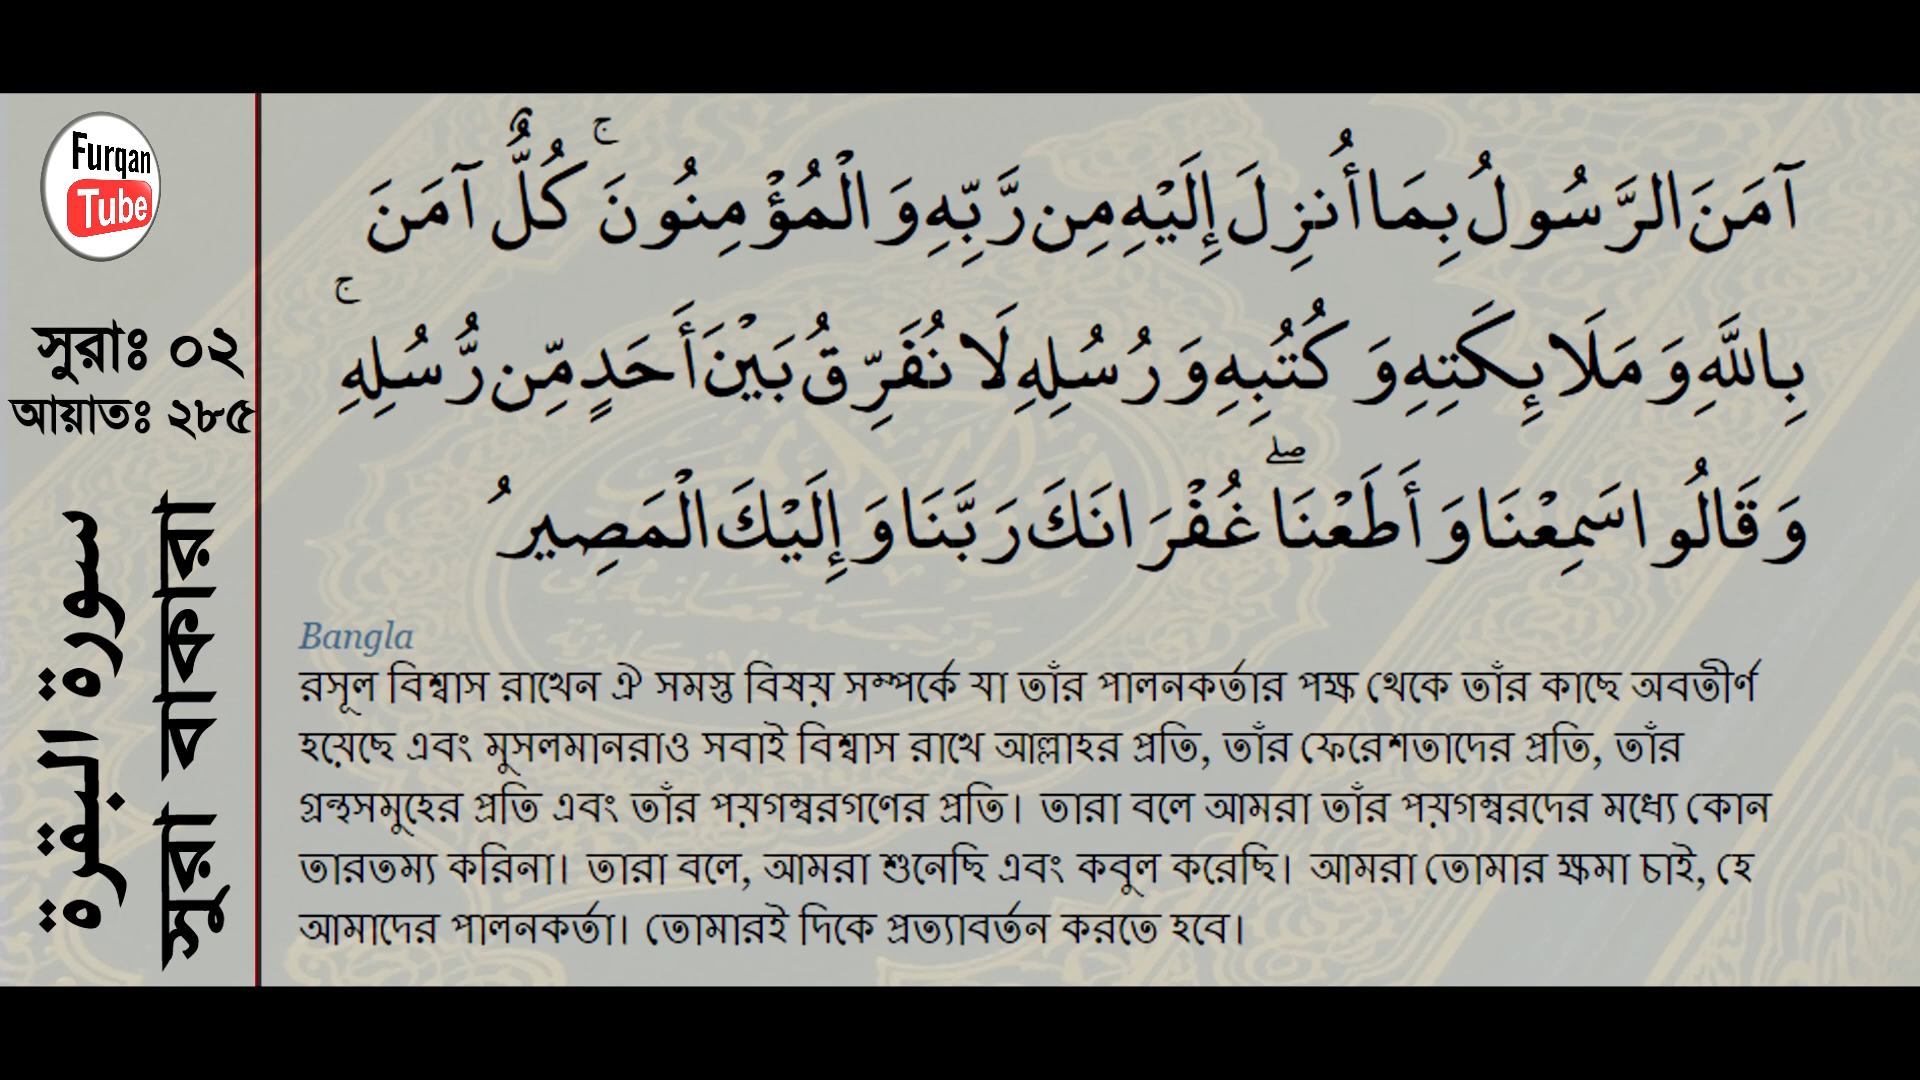 Furqan
Tube
সুরাঃ ০২
আয়াতঃ ২৮৫
سورة البقرة
সুরা বাকারা
آمَنَ الرَّسُولُ بِمَا أُنزِلَ إِلَيْهِ مِن رَّبِّهِ وَالْمُؤْمِنُونَ ۚ كُلٌّ آمَنَ
بِاللَّهِ وَمَلَائِكَتِهِ وَكُتُبِهِ وَرُسُلِهِ لَا نُفَرِّقُ بَيْنَ أَحَدٍ مِّن رُّسُلِهِ ۚ
وَقَالُوا سَمِعْنَا وَأَطَعْنَا ۖ غُفْرَانَكَ رَبَّنَا وَإِلَيْكَ الْمَصِيرُ
Bangla
রসূল বিশ্বাস রাখেন ঐ সমস্ত বিষয় সম্পর্কে যা তাঁর পালনকর্তার পক্ষ থেকে তাঁর কাছে অবতীর্ণ
হয়েছে এবং মুসলমানরাও সবাই বিশ্বাস রাখে আল্লাহর প্রতি, তাঁর ফেরেশতাদের প্রতি, তাঁর
গ্রন্থসমুহের প্রতি এবং তাঁর পয়গম্বরগণের প্রতি। তারা বলে আমরা তাঁর পয়গম্বরদের মধ্যে কোন
তারতম্য করিনা। তারা বলে, আমরা শুনেছি এবং কবুল করেছি। আমরা তোমার ক্ষমা চাই, হে
আমাদের পালনকর্তা। তোমারই দিকে প্রত্যাবর্তন করতে হবে।